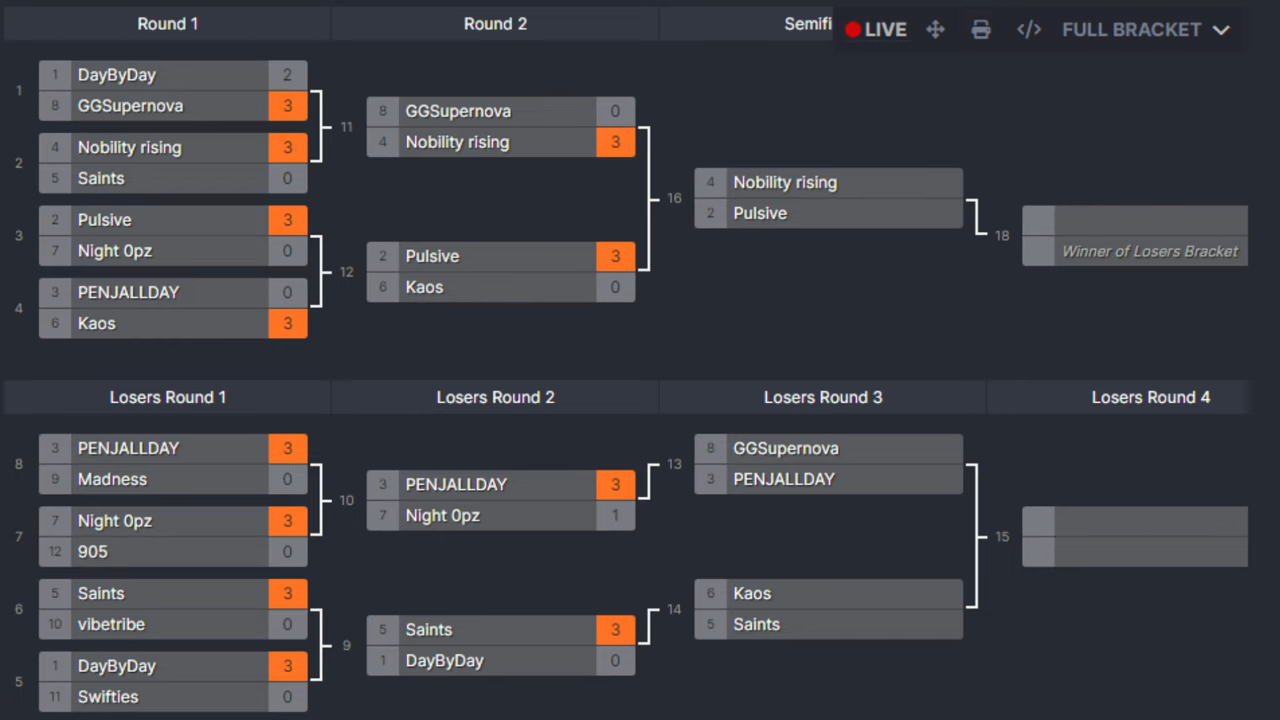 Round 1 Round 2 Semifi LIVE </> FULL BRACKET
1
1 DayByDay 2
8 GGSupernova 3
2
4 Nobility rising 3
5 Saints 0
3
2 Pulsive 3
7 Night 0pz 0
4
3 PENJALLDAY 0
6 Kaos 3
11
8 GGSupernova 0
4 Nobility rising 3
12
2 Pulsive 3
6 Kaos 0
16
4 Nobility rising
2 Pulsive
18
Winner of Losers Bracket
Losers Round 1 Losers Round 2 Losers Round 3 Losers Round 4
8
3 PENJALLDAY 3
9 Madness 0
7
7 Night 0pz 3
12 905 0
6
5 Saints 3
10 vibetribe 0
5
1 DayByDay 3
11 Swifties 0
10
3 PENJALLDAY 3
7 Night 0pz 1
9
5 Saints 3
1 DayByDay 0
13
8 GGSupernova
3 PENJALLDAY
14
6 Kaos
5 Saints
15